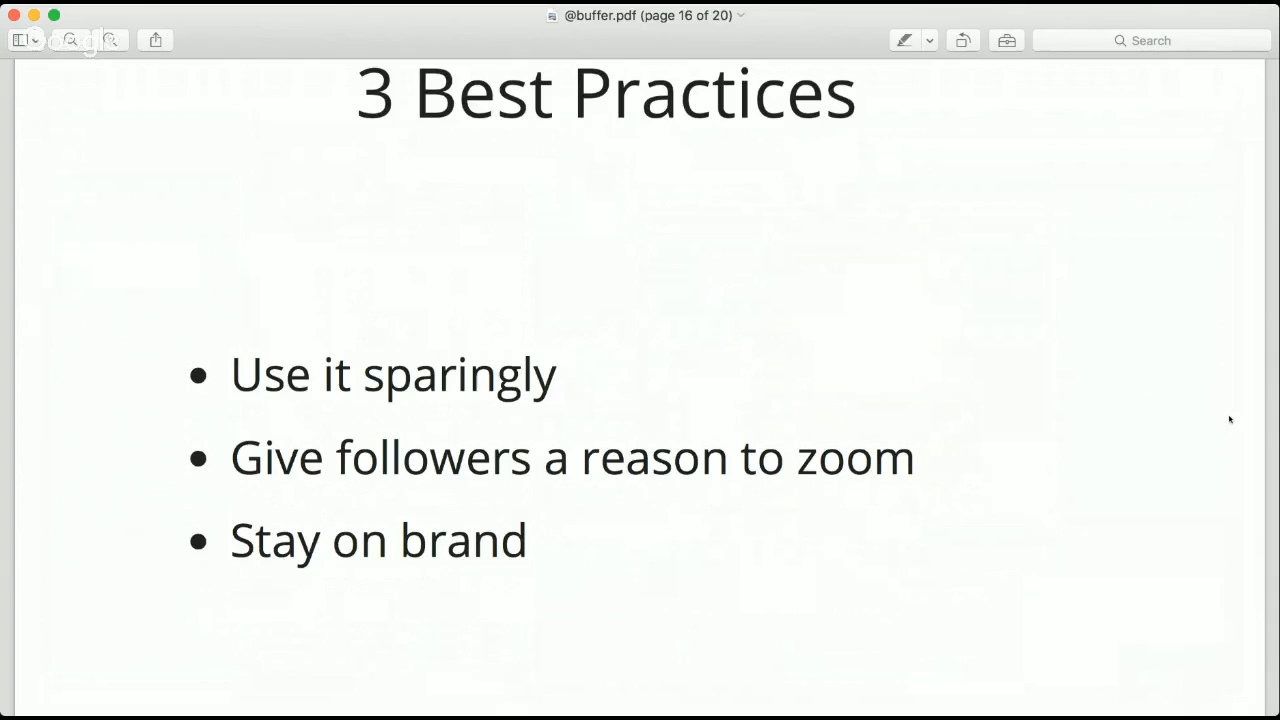 @buffer.pdf (page 16 of 20)
Google
Search
3 Best Practices
• Use it sparingly
• Give followers a reason to zoom
• Stay on brand